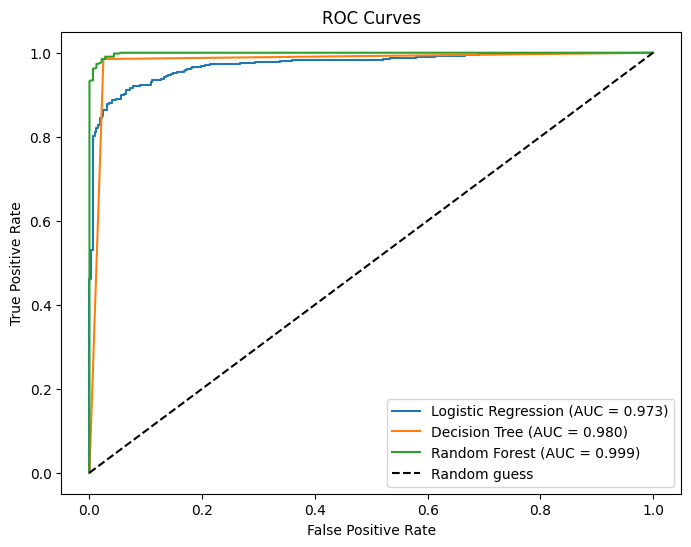 ROC Curves
1.0
0.8
0.6
0.4
0.2
0.0
True Positive Rate
Logistic Regression (AUC = 0.973)
Decision Tree (AUC = 0.980)
Random Forest (AUC = 0.999)
Random guess
0.0 0.2 0.4 0.6 0.8 1.0
False Positive Rate